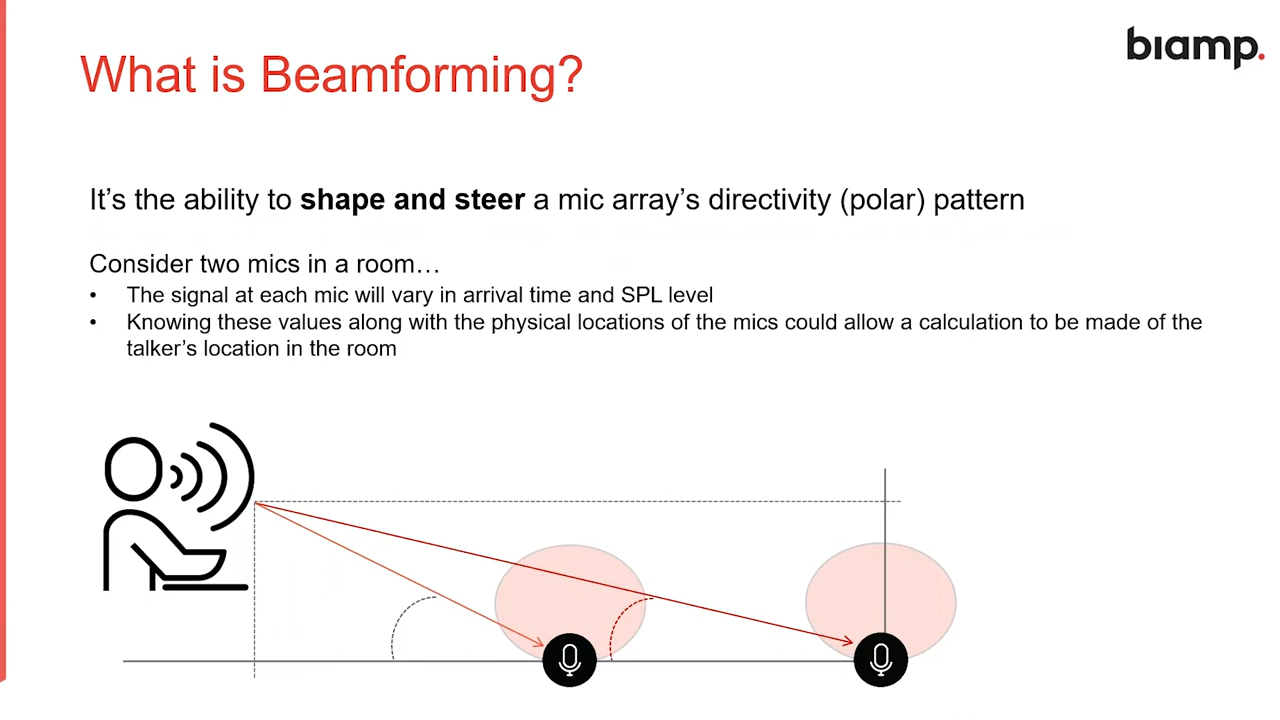 biamp.
What is Beamforming?
It's the ability to shape and steer a mic array's directivity (polar) pattern
Consider two mics in a room…
• The signal at each mic will vary in arrival time and SPL level
• Knowing these values along with the physical locations of the mics could allow a calculation to be made of the
talker's location in the room